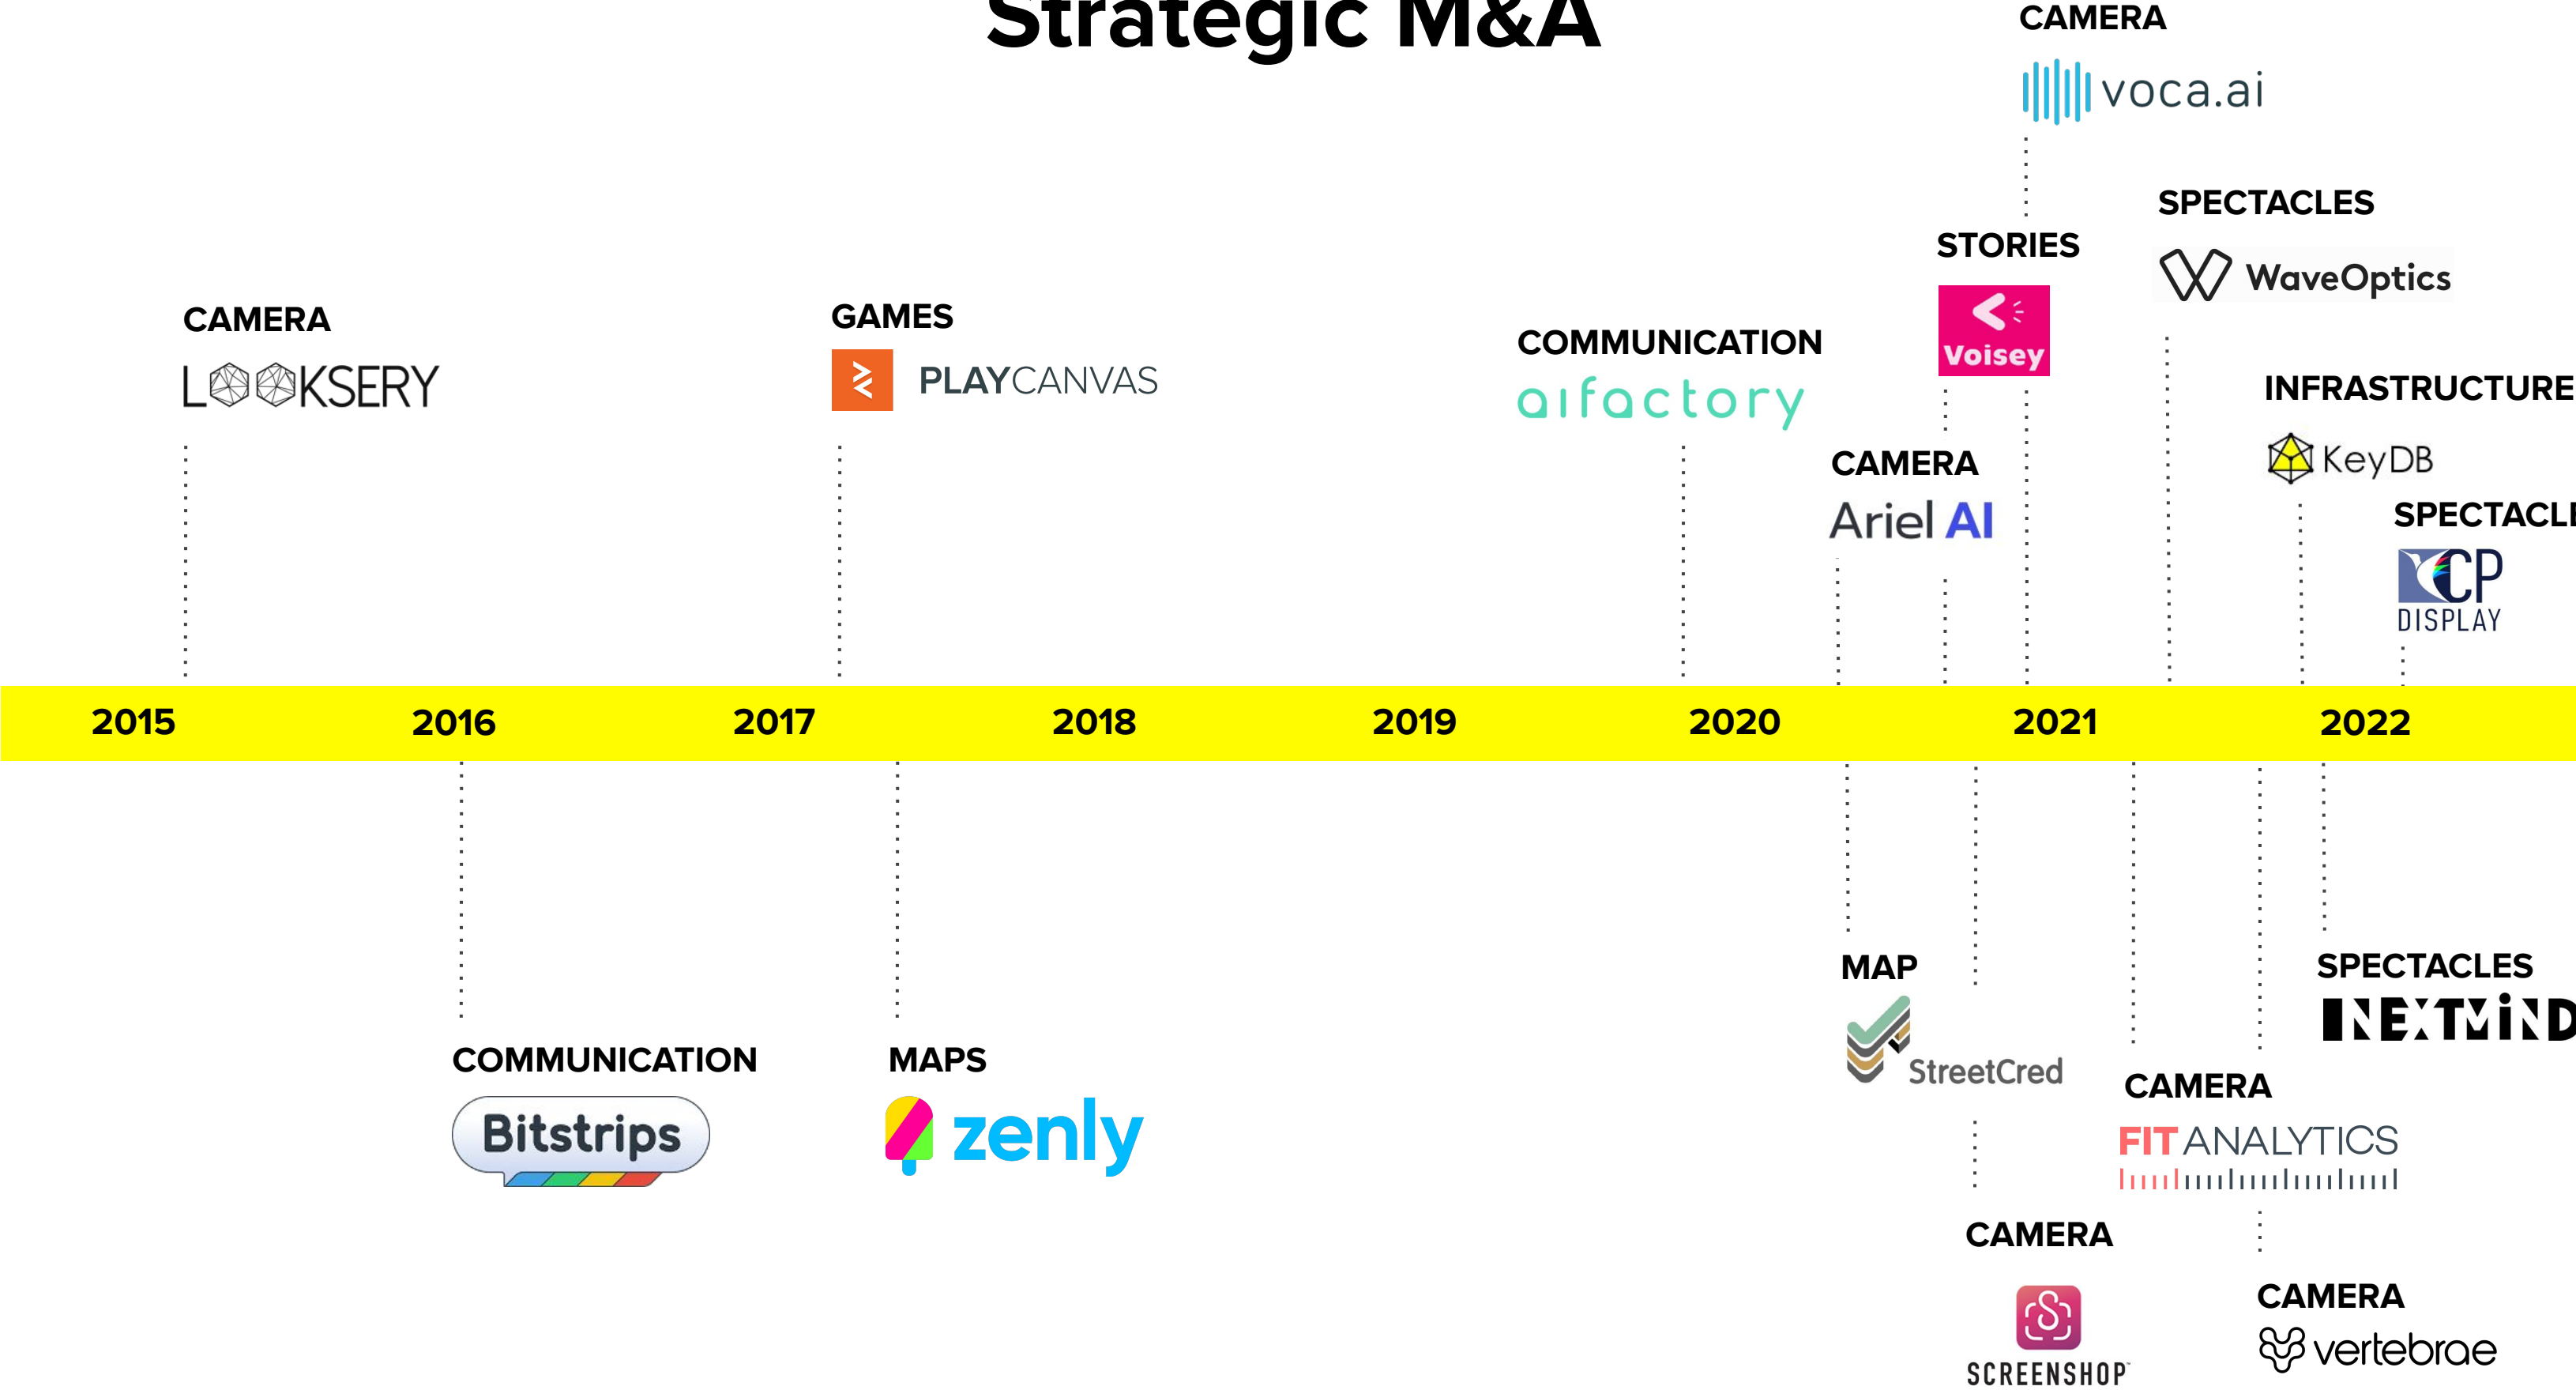 Strategic M&A
CAMERA
voca.ai
SPECTACLES
WaveOptics
STORIES
Voisey
CAMERA
LOOKSERY
GAMES
PLAYCANVAS
COMMUNICATION
aifactory
INFRASTRUCTURE
KeyDB
CAMERA
Ariel AI
SPECTACLE
CP
DISPLAY
2015 2016 2017 2018 2019 2020 2021 2022
COMMUNICATION
Bitstrips
MAPS
zenly
MAP
StreetCred
SPECTACLES
NEXTMIND
CAMERA
FIT ANALYTICS
CAMERA
SCREENSHOP
CAMERA
vertebrae